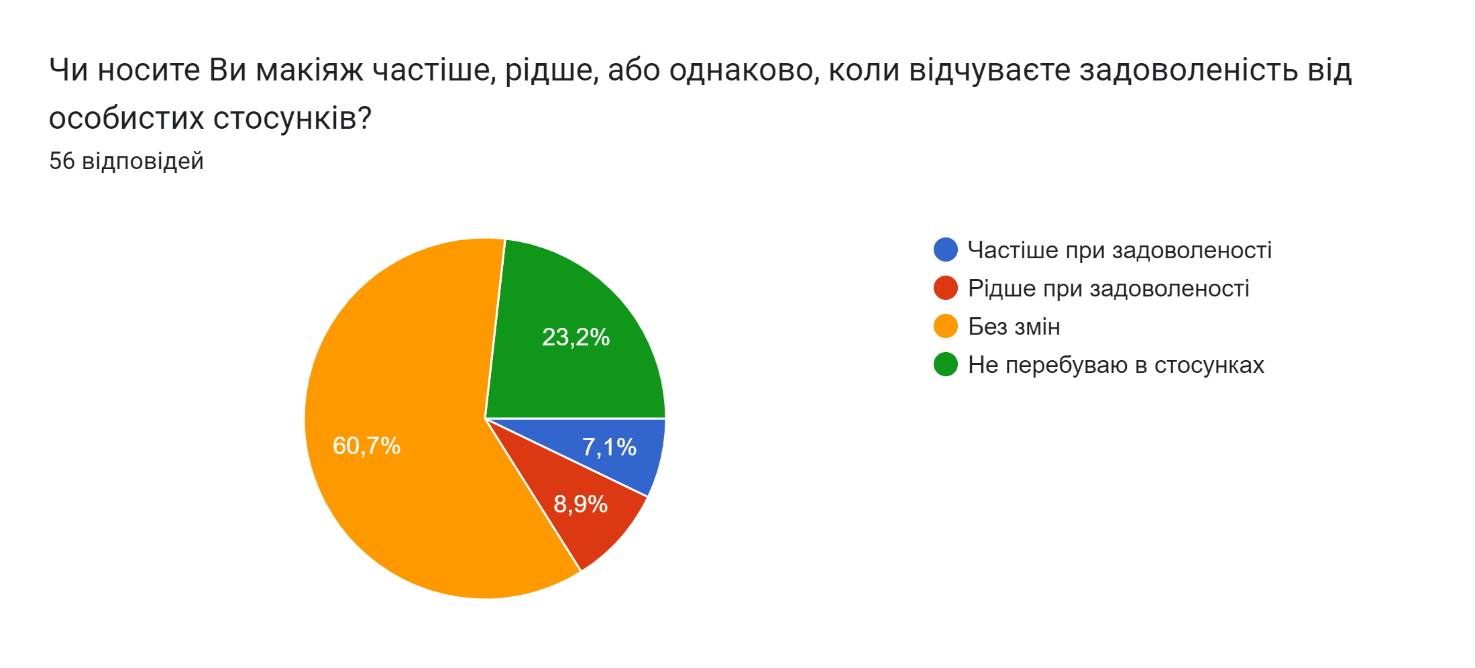 Чи носите Ви макіяж частіше, рідше, або однаково, коли відчуваєте задоволеність від
особистих стосунків?
56 відповідей
Частіше при задоволеності
Рідше при задоволеності
Без змін
Не перебуваю в стосунках
23,2%
60,7%
7,1%
8,9%